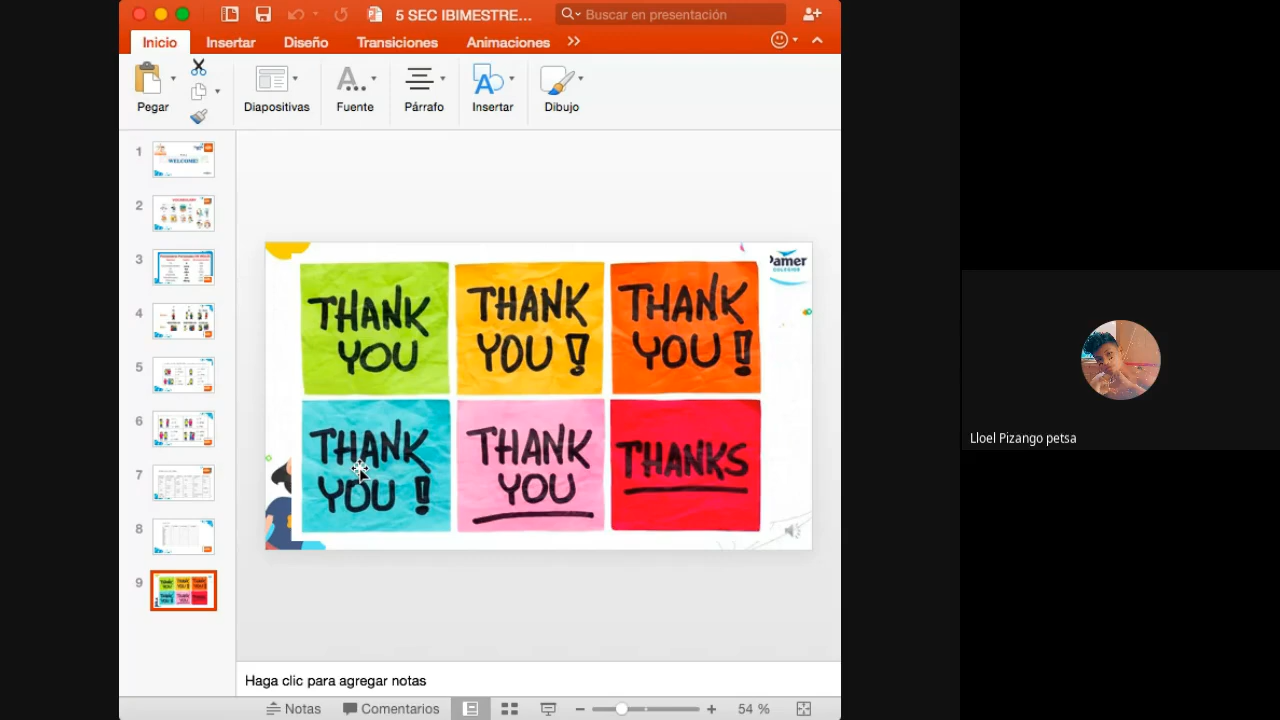 5 SEC IBIMESTRE...
Buscar en presentación
Inicio
Insertar
Diseño
Transiciones
Animaciones
Pegar
Diapositivas
Fuente
Párrafo
Insertar
Dibujo
1
WELCOME!
2
VOCABULARY
3
4
5
6
7
8
9
THANK
YOU
THANK
YOU !
THANK
YOU !
Pamer
COLEGIOS
THANK
YOU !
THANK
YOU
THANKS
Lloel Pizango petsa
Haga clic para agregar notas
Notas
Comentarios
54 %